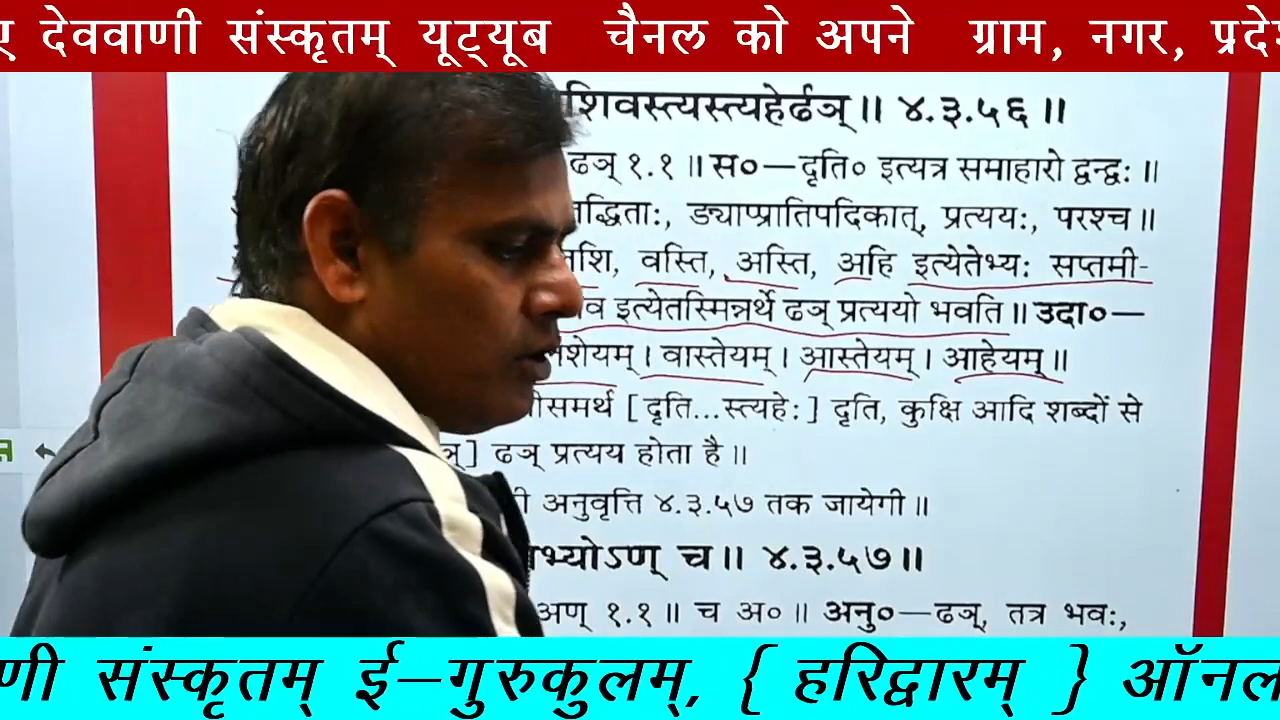 देववाणी संस्कृतम् यूट्यूब चैनल को अपने ग्राम, नगर,
शिवस्त्यस्त्यहेर्ढञ् ॥ ४.३.५६ ॥
ढञ् १.१ ॥ स०—दृति० इत्यत्र समाहारो द्वन्द्वः ॥
द्धिताः, ङ्याप्प्रातिपदिकात्, प्रत्ययः, परश्च ॥
शि, वस्ति, अस्ति, अहि इत्येतेभ्यः सप्तमी-
व इत्येतस्मिन्नर्थे ढञ् प्रत्ययो भवति ॥ उदा०—
शेयम् । वास्तेयम् । आस्तेयम् । आहेयम् ॥
समर्थ [दृति...स्त्यहेः] दृति, कुक्षि आदि शब्दों से
ञ्] ढञ् प्रत्यय होता है ॥
अनुवृत्ति ४.३.५७ तक जायेगी ॥
भ्योऽण् च ॥ ४.३.५७ ॥
अण् १.१ ॥ च अ० ॥ अनु०—ढञ्, तत्र भवः,
णी संस्कृतम् ई-गुरुकुलम्, { हरिद्वारम् }